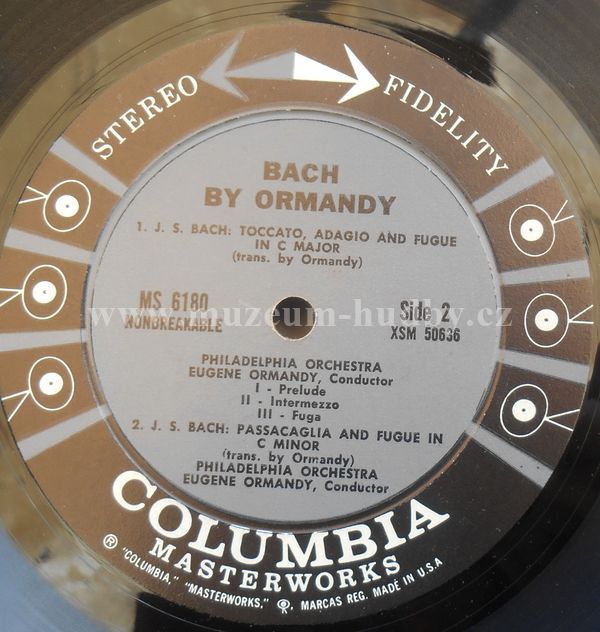 STEREO FIDELITY
BACH
BY ORMANDY
1. J. S. BACH: TOCCATO, ADAGIO AND FUGUE
IN C MAJOR
(trans. by Ormandy)
MS 6180
NONBREAKABLE
Side 2
XSM 50636
www.muzeum-hudby.cz
PHILADELPHIA ORCHESTRA
EUGENE ORMANDY, Conductor
I - Prelude
II - Intermezzo
III - Fuga
2. J. S. BACH: PASSACAGLIA AND FUGUE IN
C MINOR
(trans. by Ormandy)
PHILADELPHIA ORCHESTRA
EUGENE ORMANDY, Conductor
COLUMBIA
MASTERWORKS
® "COLUMBIA," "MASTERWORKS," MARCAS REG. MADE IN U.S.A